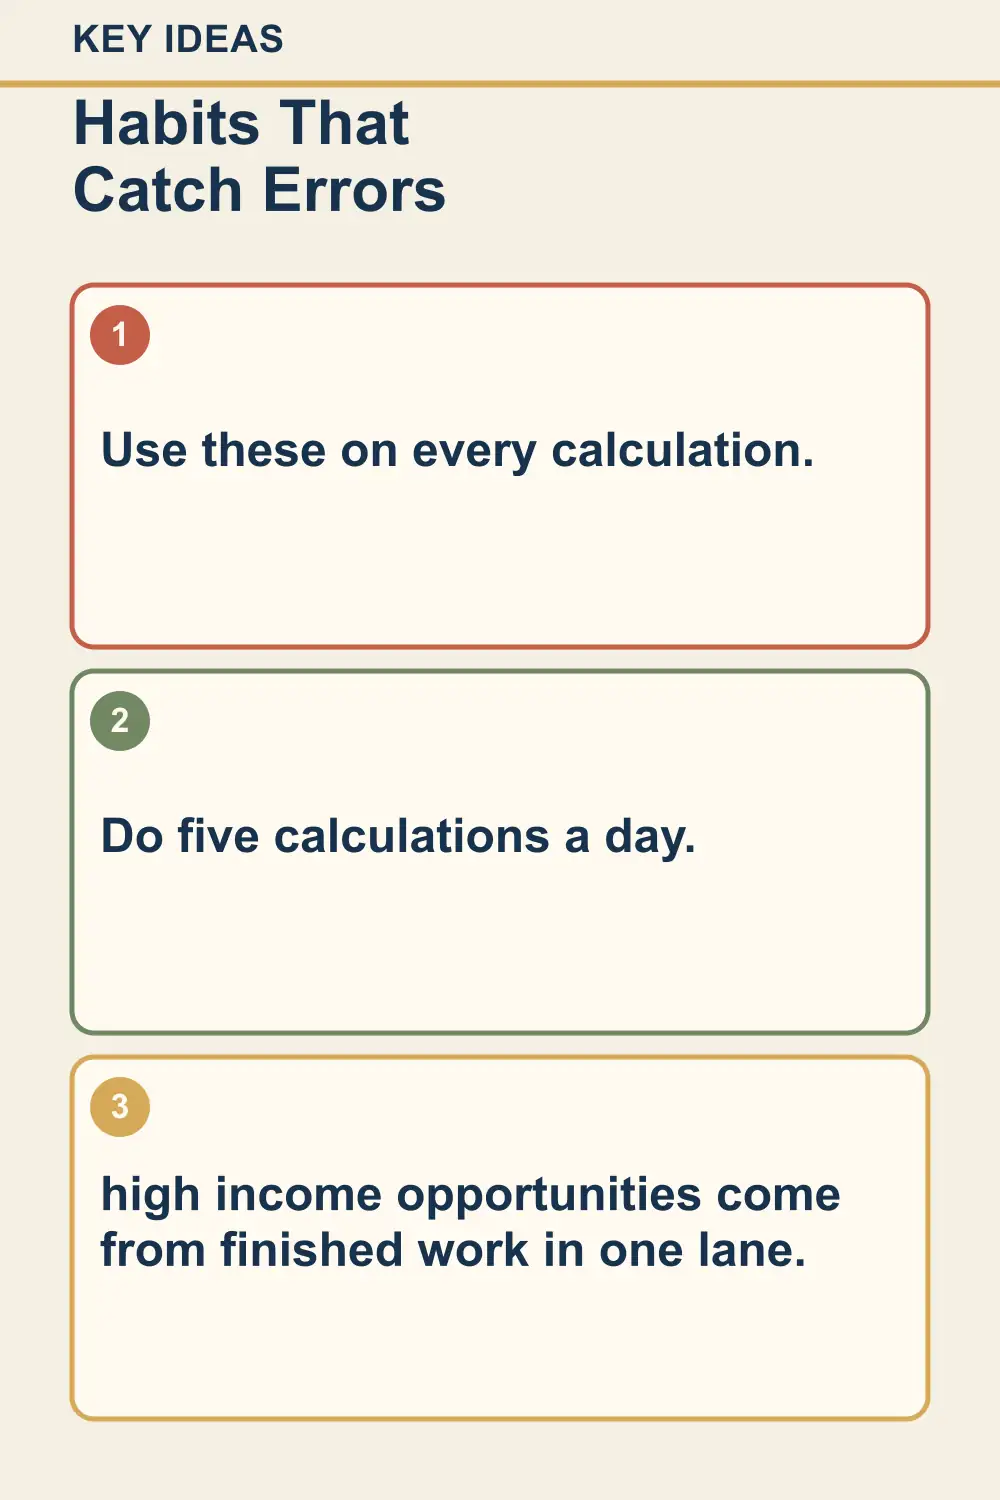 KEY IDEAS
Habits That
Catch Errors
1
Use these on every calculation.
2
Do five calculations a day.
3
high income opportunities come
from finished work in one lane.